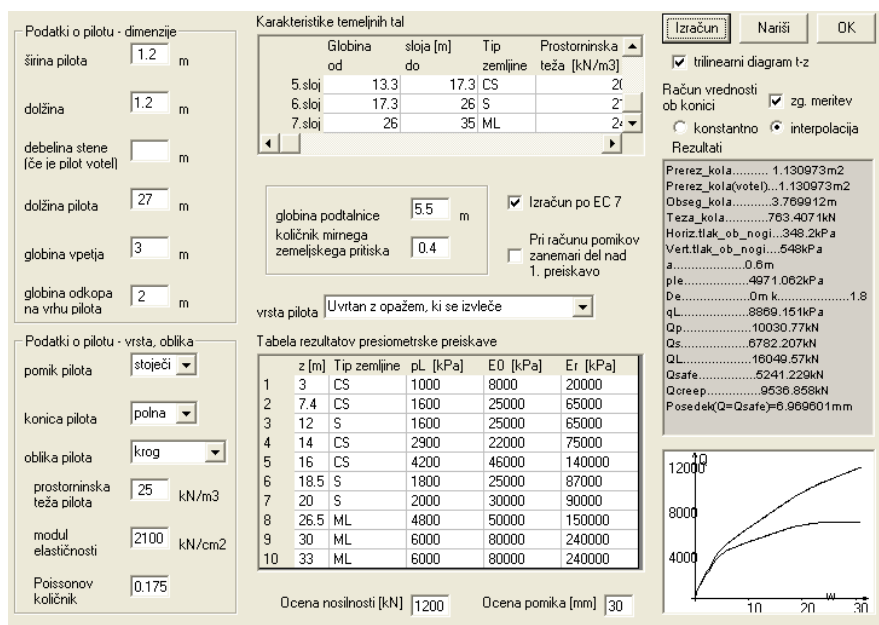 Podatki o pilotu - dimenzije
širina pilota 1.2 m
dolžina 1.2 m
debelina stene
(če je pilot votel) m
dolžina pilota 27 m
globina vpetja 3 m
globina odkopa
na vrhu pilota 2 m
Podatki o pilotu - vrsta, oblika
pomik pilota stoječi
konica pilota polna
oblika pilota krog
prostorninska
teža pilota 25 kN/m3
modul
elastičnosti 2100 kN/cm2
Poissonov
količnik 0.175
Karakteristike temeljnih tal
Globina sloja [m] Tip Prostorninska
od do zemljine teža [kN/m3]
5.sloj 13.3 17.3 CS
6.sloj 17.3 26 S
7.sloj 26 35 ML
globina podtalnice 5.5 m
količnik mirnega
zemeljskega pritiska 0.4
Izračun po EC 7
Pri računu pomikov
zanemari del nad
1. preiskavo
vrsta pilota Uvrtan z opažem, ki se izvleče
Tabela rezultatov presiometrske preiskave
z [m] Tip zemljine pL [kPa] E0 [kPa] Er [kPa]
1 3 CS 1000 8000 20000
2 7.4 CS 1600 25000 65000
3 12 S 1600 25000 65000
4 14 CS 2900 22000 75000
5 16 CS 4200 46000 140000
6 18.5 S 1800 25000 87000
7 20 S 2000 30000 90000
8 26.5 ML 4800 50000 150000
9 30 ML 6000 80000 240000
10 33 ML 6000 80000 240000
Ocena nosilnosti [kN] 1200 Ocena pomika [mm] 30
Izračun Nariši OK
trilinearni diagram t-z
Račun vrednosti
ob konici zg. meritev
konstantno interpolacija
Rezultati
Prerez_kola.......... 1.130973m2
Prerez_kola(votel)...1.130973m2
Obseg_kola............3.769912m
Teza_kola............763.4071kN
Horiz.tlak_ob_nogi...348.2kPa
Vert.tlak_ob_nogi....548kPa
a...................0.6m
ple................4971.062kPa
De..................0m k..................1.8
qL................8869.151kPa
Qp.................10030.77kN
Qs................6782.207kN
QL................16049.57kN
Qsafe.............5241.229kN
Qcreep.............9536.858kN
Posedek(Q=Qsafe)=6.969601mm
Q
12000
8000
4000
w
10 20 30